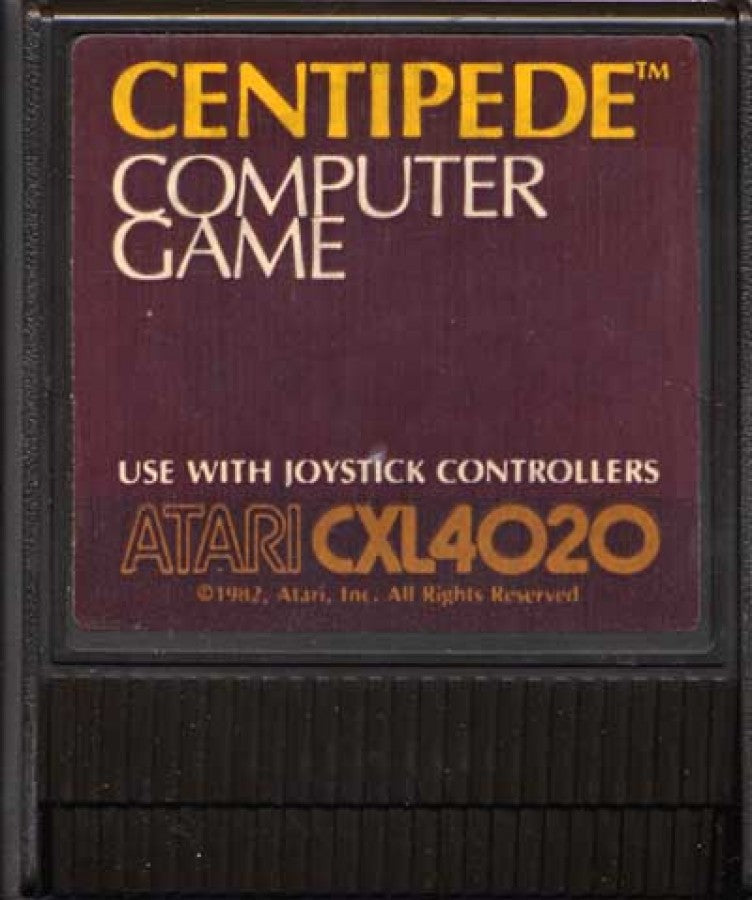 CENTIPEDE™
COMPUTER
GAME
USE WITH JOYSTICK CONTROLLERS
ATARI CXL4020
©1982, Atari, Inc. All Rights Reserved